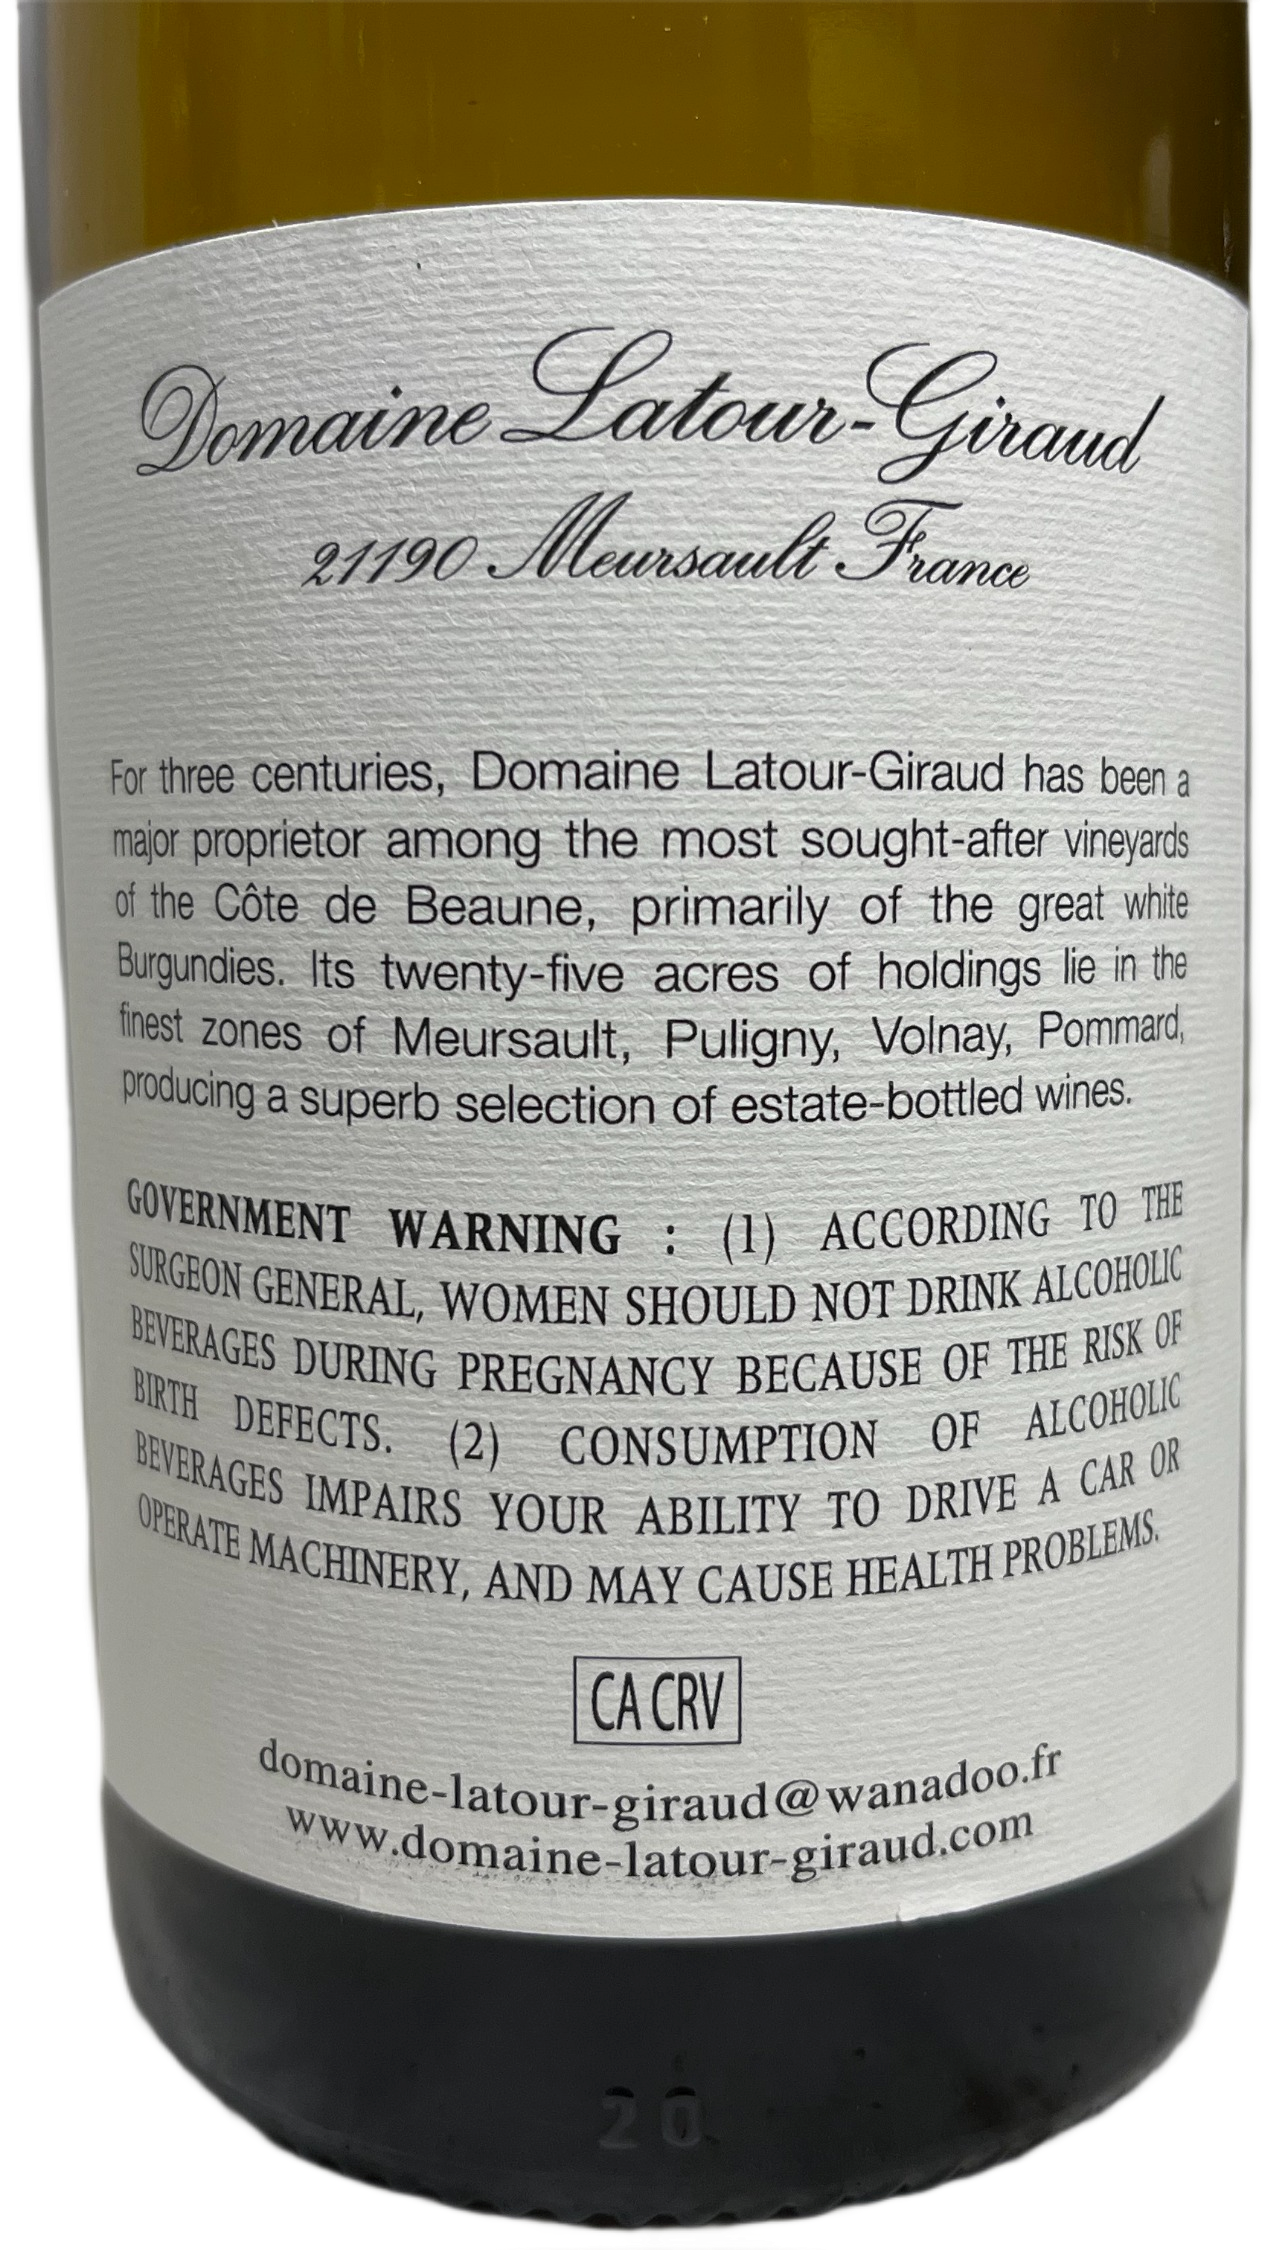 Domaine Latour-Giraud
21190 Meursault France
For three centuries, Domaine Latour-Giraud has been a
major proprietor among the most sought-after vineyards
of the Côte de Beaune, primarily of the great white
Burgundies. Its twenty-five acres of holdings lie in the
finest zones of Meursault, Puligny, Volnay, Pommard,
producing a superb selection of estate-bottled wines.
GOVERNMENT WARNING : (1) ACCORDING TO THE
SURGEON GENERAL, WOMEN SHOULD NOT DRINK ALCOHOLIC
BEVERAGES DURING PREGNANCY BECAUSE OF THE RISK OF
BIRTH DEFECTS. (2) CONSUMPTION OF ALCOHOLIC
BEVERAGES IMPAIRS YOUR ABILITY TO DRIVE A CAR OR
OPERATE MACHINERY, AND MAY CAUSE HEALTH PROBLEMS.
CA CRV
domaine-latour-giraud@wanadoo.fr
www.domaine-latour-giraud.com
20